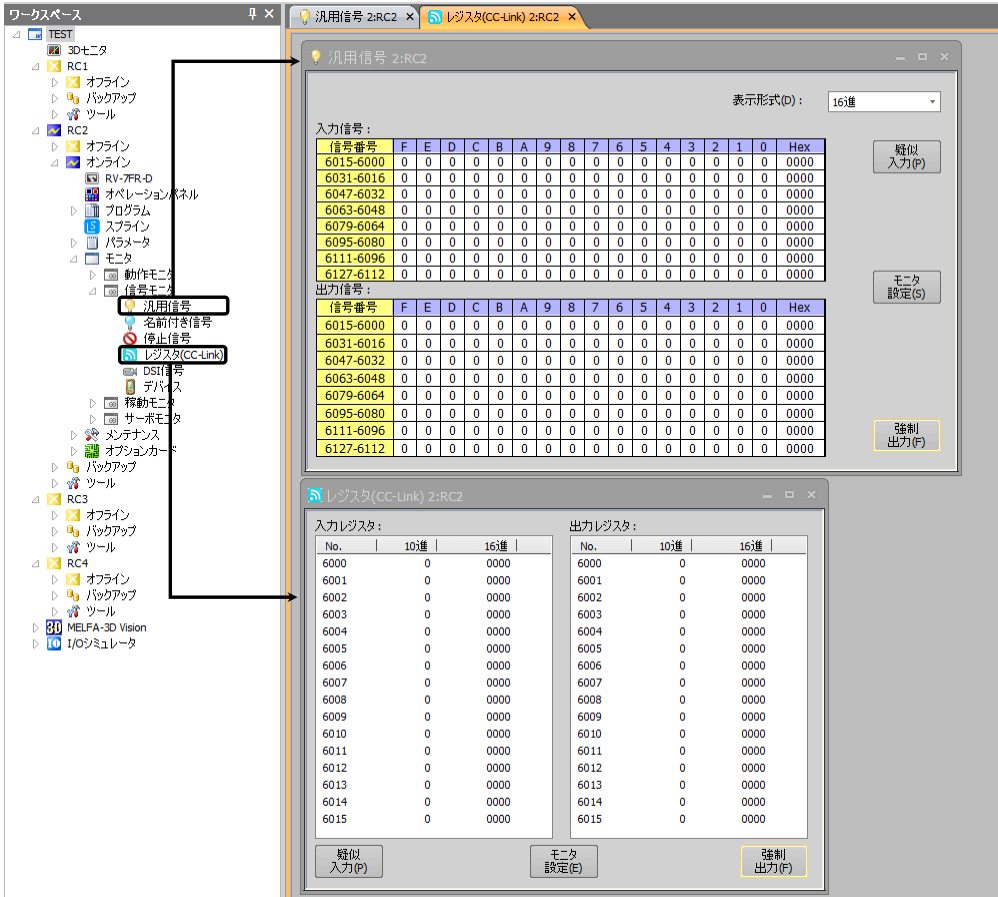 ワークスペース
TEST
3Dモニタ
RC1
オフライン
バックアップ
ツール
RC2
オフライン
オンライン
RV-7FR-D
オペレーションパネル
プログラム
スプライン
パラメータ
モニタ
動作モニタ
信号モニタ
汎用信号
名前付き信号
停止信号
レジスタ(CC-Link)
DSI信号
デバイス
稼動モニタ
サーボモニタ
メンテナンス
オプションカード
バックアップ
ツール
RC3
オフライン
バックアップ
ツール
RC4
オフライン
バックアップ
ツール
MELFA-3D Vision
I/Oシミュレータ
汎用信号 2:RC2 レジスタ(CC-Link) 2:RC2
汎用信号 2:RC2
表示形式(D)： 16進
入力信号：
信号番号 F E D C B A 9 8 7 6 5 4 3 2 1 0 Hex
6015-6000 0 0 0 0 0 0 0 0 0 0 0 0 0 0 0 0 0000
6031-6016 0 0 0 0 0 0 0 0 0 0 0 0 0 0 0 0 0000
6047-6032 0 0 0 0 0 0 0 0 0 0 0 0 0 0 0 0 0000
6063-6048 0 0 0 0 0 0 0 0 0 0 0 0 0 0 0 0 0000
6079-6064 0 0 0 0 0 0 0 0 0 0 0 0 0 0 0 0 0000
6095-6080 0 0 0 0 0 0 0 0 0 0 0 0 0 0 0 0 0000
6111-6096 0 0 0 0 0 0 0 0 0 0 0 0 0 0 0 0 0000
6127-6112 0 0 0 0 0 0 0 0 0 0 0 0 0 0 0 0 0000
疑似
入力(P)
モニタ
設定(S)
出力信号：
信号番号 F E D C B A 9 8 7 6 5 4 3 2 1 0 Hex
6015-6000 0 0 0 0 0 0 0 0 0 0 0 0 0 0 0 0 0000
6031-6016 0 0 0 0 0 0 0 0 0 0 0 0 0 0 0 0 0000
6047-6032 0 0 0 0 0 0 0 0 0 0 0 0 0 0 0 0 0000
6063-6048 0 0 0 0 0 0 0 0 0 0 0 0 0 0 0 0 0000
6079-6064 0 0 0 0 0 0 0 0 0 0 0 0 0 0 0 0 0000
6095-6080 0 0 0 0 0 0 0 0 0 0 0 0 0 0 0 0 0000
6111-6096 0 0 0 0 0 0 0 0 0 0 0 0 0 0 0 0 0000
6127-6112 0 0 0 0 0 0 0 0 0 0 0 0 0 0 0 0 0000
強制
出力(F)
レジスタ(CC-Link) 2:RC2
入力レジスタ：
No. 10進 16進
6000 0 0000
6001 0 0000
6002 0 0000
6003 0 0000
6004 0 0000
6005 0 0000
6006 0 0000
6007 0 0000
6008 0 0000
6009 0 0000
6010 0 0000
6011 0 0000
6012 0 0000
6013 0 0000
6014 0 0000
6015 0 0000
出力レジスタ：
No. 10進 16進
6000 0 0000
6001 0 0000
6002 0 0000
6003 0 0000
6004 0 0000
6005 0 0000
6006 0 0000
6007 0 0000
6008 0 0000
6009 0 0000
6010 0 0000
6011 0 0000
6012 0 0000
6013 0 0000
6014 0 0000
6015 0 0000
疑似
入力(P)
モニタ
設定(E)
強制
出力(F)